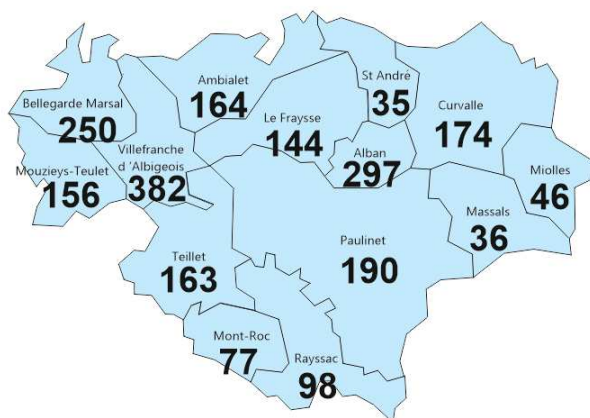 Ambialet
164
St André
35
Bellegarde Marsal
250
Curvalle
174
Le Fraysse
144
Villefranche
d 'Albigeois
382
Alban
297
Mouzieys-Teulet
156
Miolles
46
Massals
36
Paulinet
190
Teillet
163
Mont-Roc
77
Rayssac
98